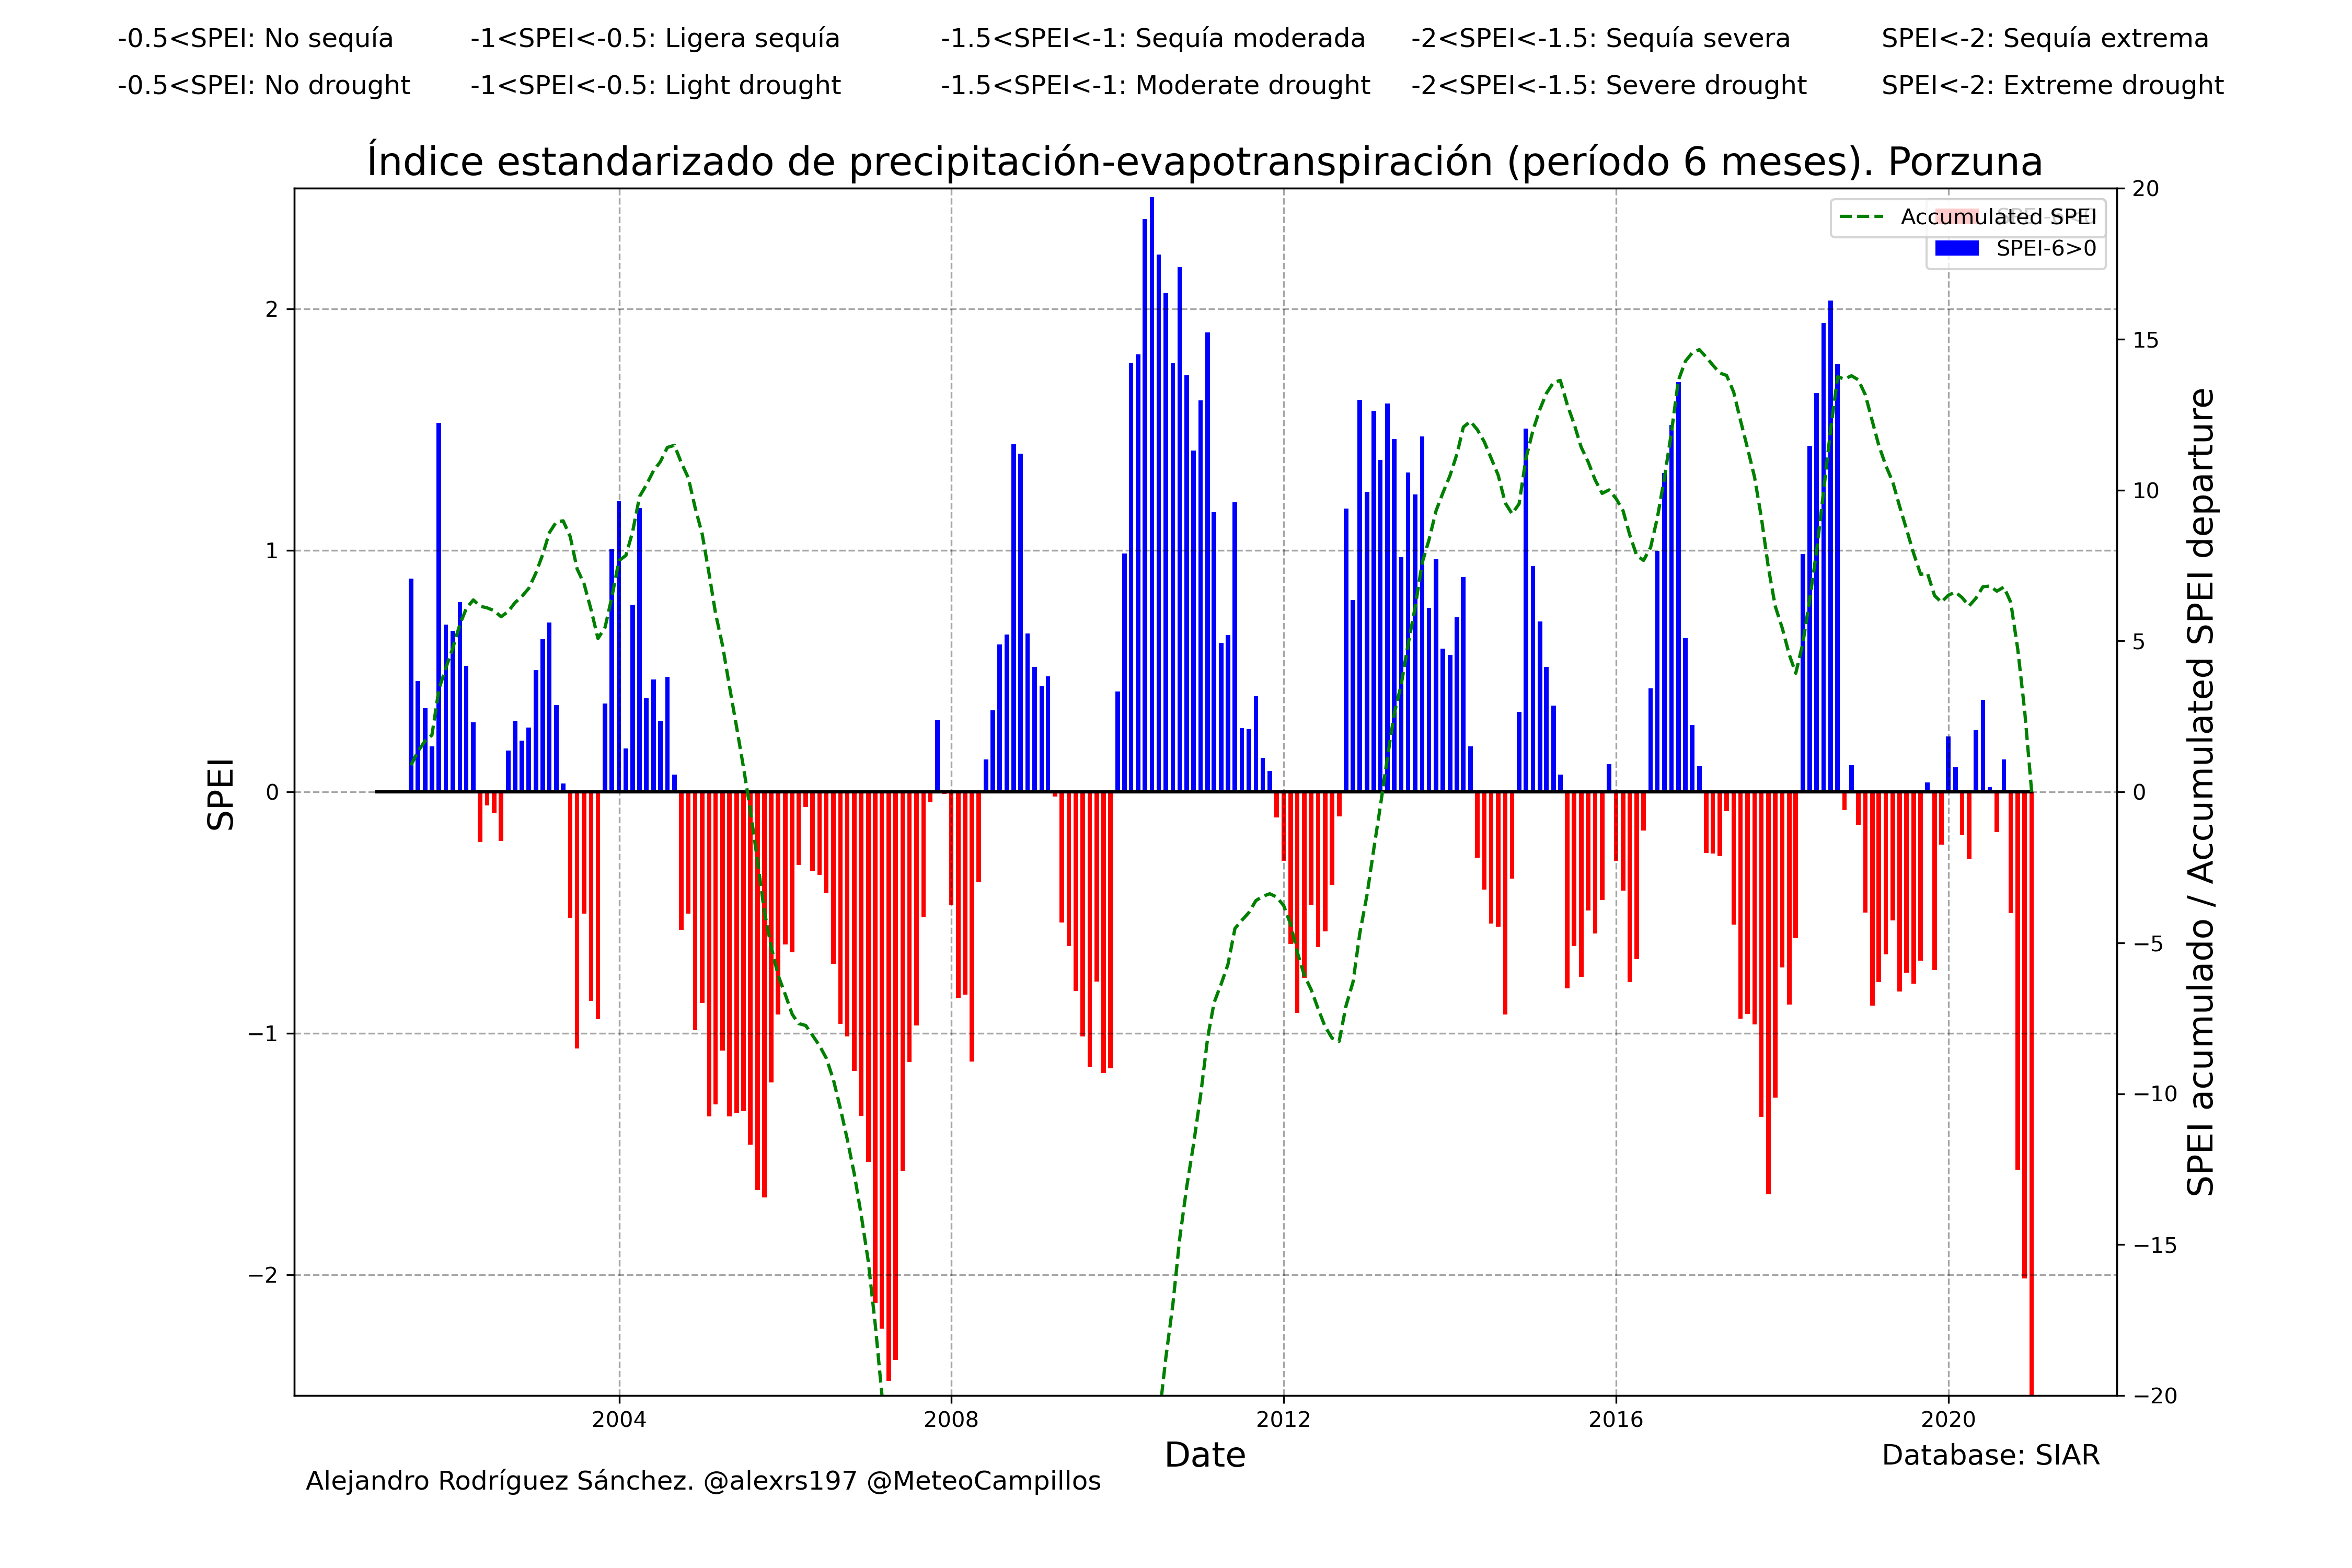 -0.5<SPEI: No sequía -1<SPEI<-0.5: Ligera sequía -1.5<SPEI<-1: Sequía moderada -2<SPEI<-1.5: Sequía severa SPEI<-2: Sequía extrema
-0.5<SPEI: No drought -1<SPEI<-0.5: Light drought -1.5<SPEI<-1: Moderate drought -2<SPEI<-1.5: Severe drought SPEI<-2: Extreme drought
Índice estandarizado de precipitación-evapotranspiración (período 6 meses). Porzuna
Accumulated SPEI
SPEI-6>0
SPEI
2
1
0
−1
−2
20
15
10
5
0
−5
−10
−15
−20
SPEI acumulado / Accumulated SPEI departure
2004 2008 2012 2016 2020
Date
Database: SIAR
Alejandro Rodríguez Sánchez. @alexrs197 @MeteoCampillos